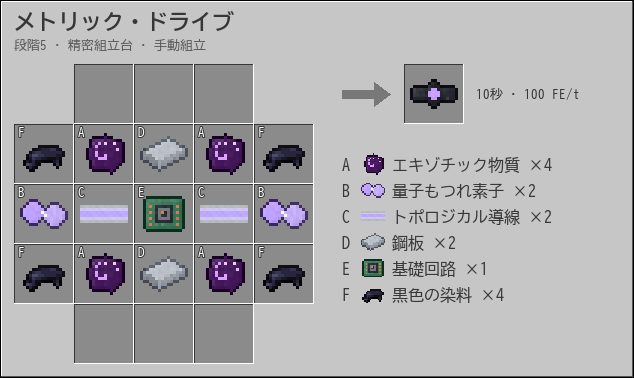 メトリック・ドライブ
段階5 · 精密組立台 · 手動組立
10秒 · 100 FE/t
F A D A F
B C E C B
F A D A F
A エキゾチック物質 ×4
B 量子もつれ素子 ×2
C トポロジカル導線 ×2
D 鋼板 ×2
E 基礎回路 ×1
F 黒色の染料 ×4